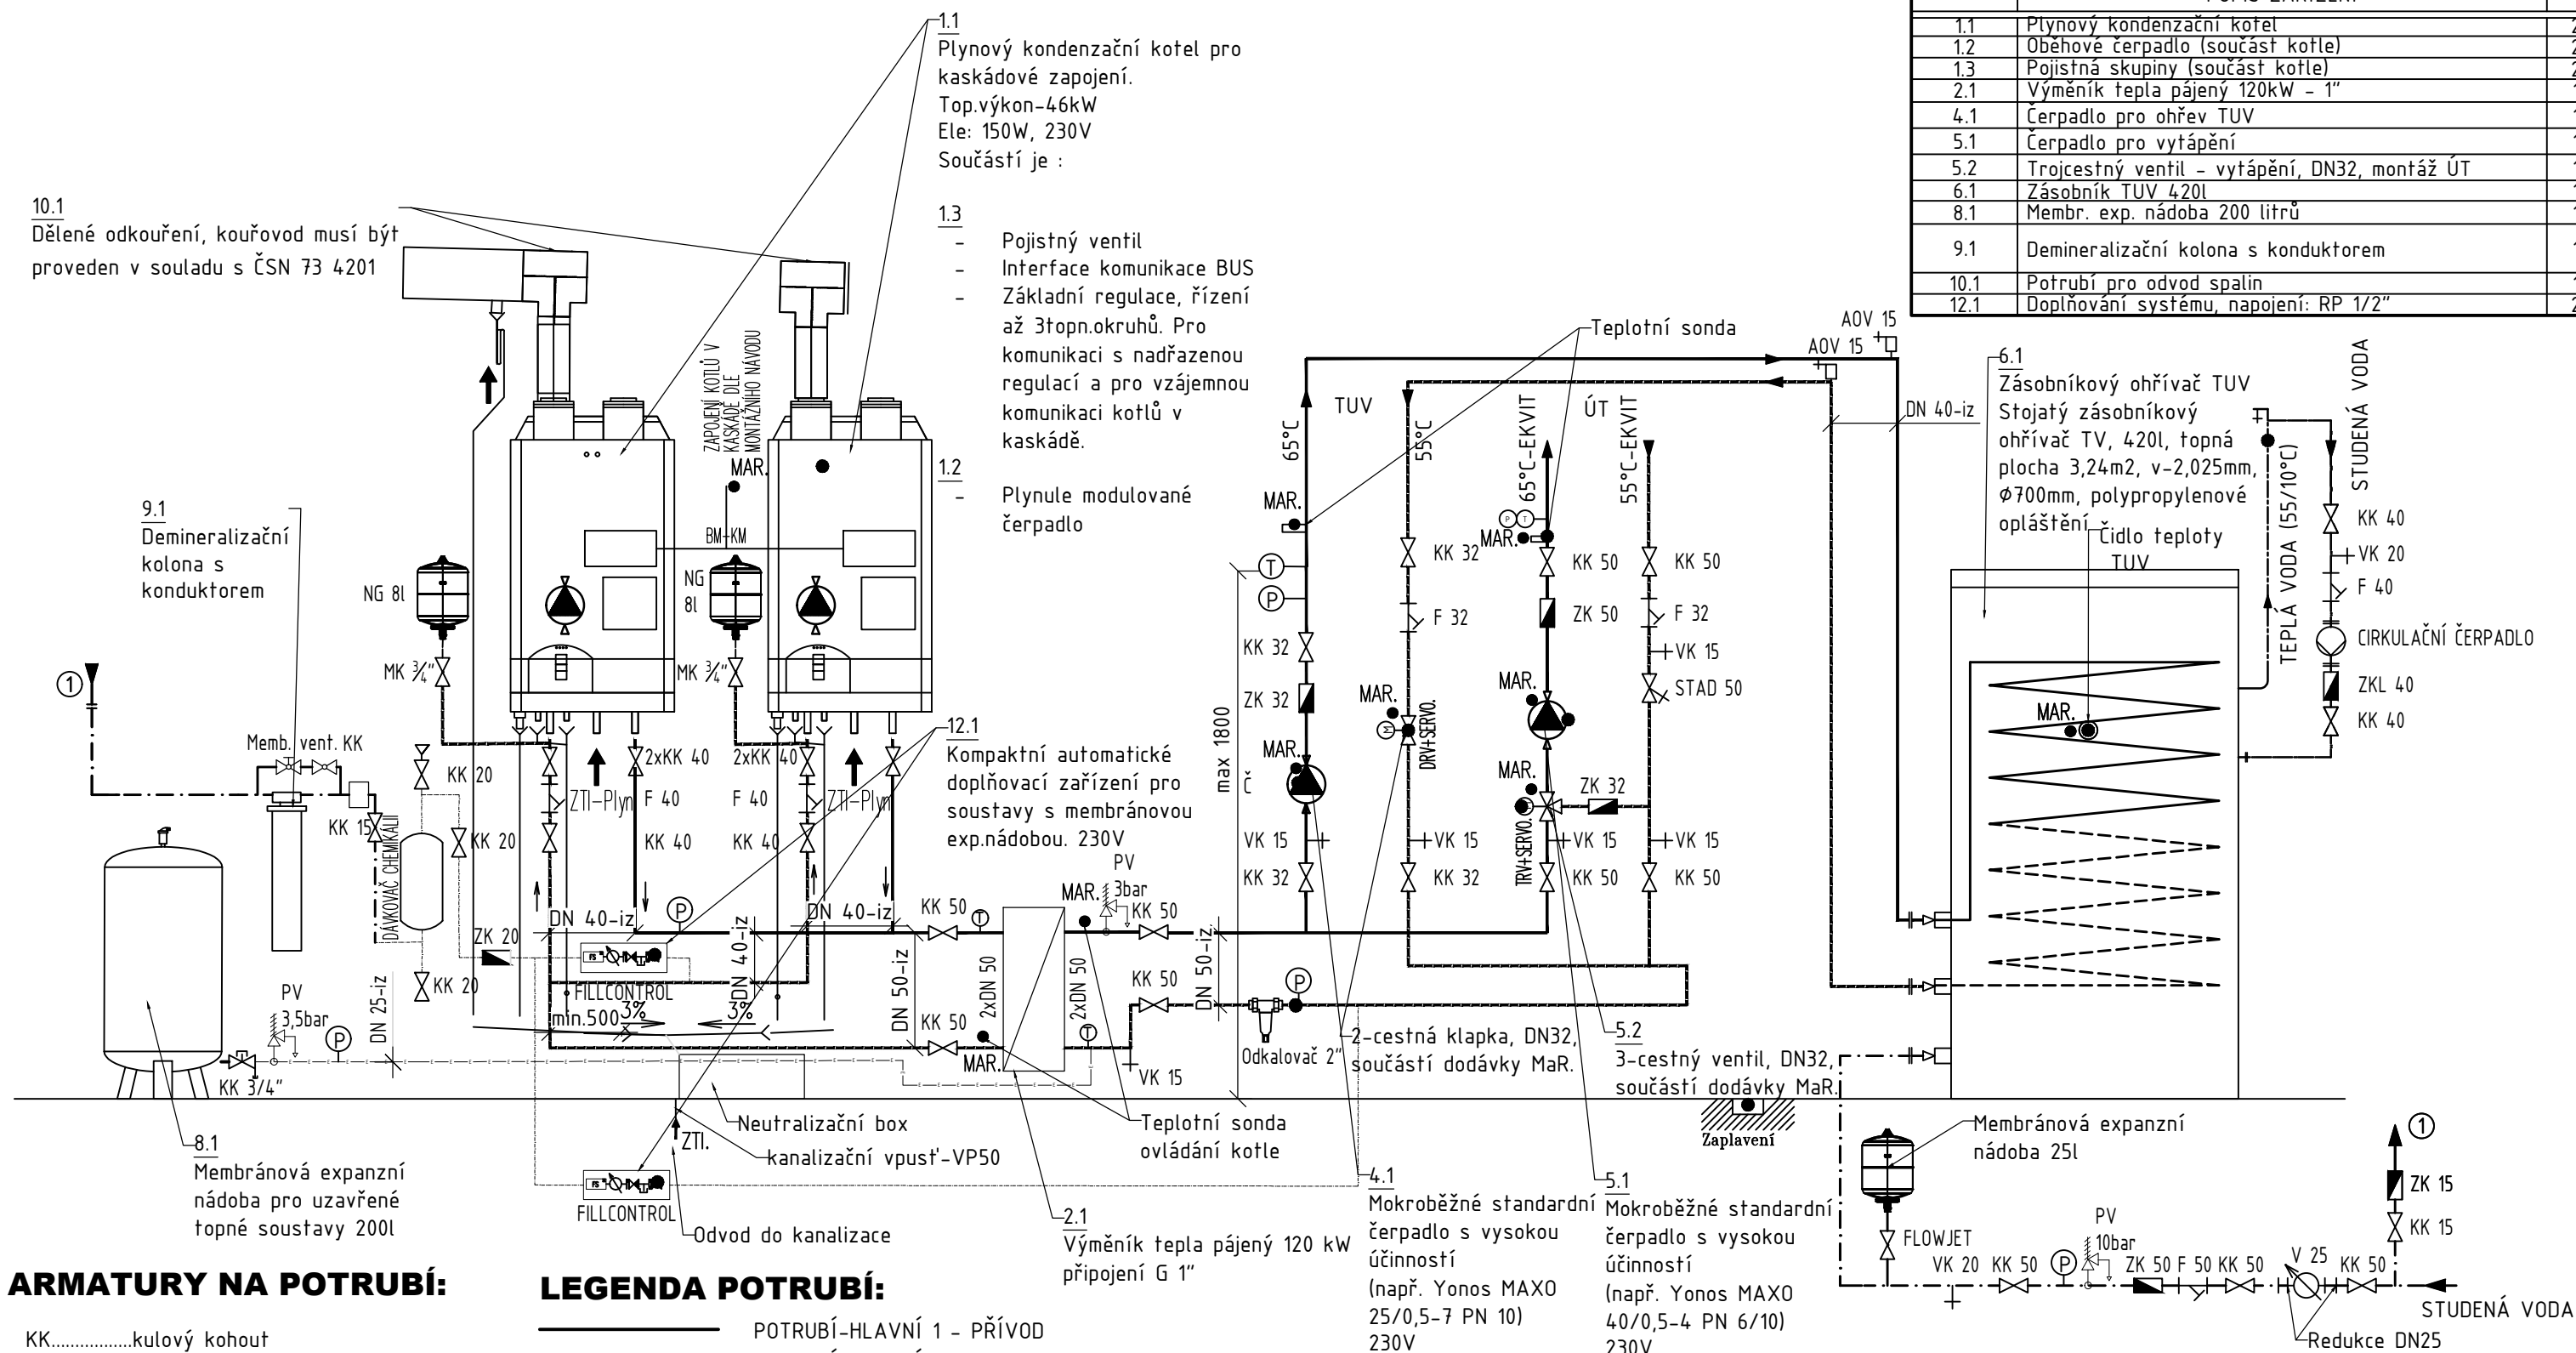 1.1 Plynový kondenzační kotel
1.2 Oběhové čerpadlo (součást kotle)
1.3 Pojistná skupiny (součást kotle)
2.1 Výměník tepla pájený 120kW - 1"
4.1 Čerpadlo pro ohřev TUV
5.1 Čerpadlo pro vytápění
5.2 Trojcestný ventil - vytápění, DN32, montáž ÚT
6.1 Zásobník TUV 420l
8.1 Membr. exp. nádoba 200 litrů
9.1 Demineralizační kolona s konduktorem
10.1 Potrubí pro odvod spalin
12.1 Doplňování systému, napojení: RP 1/2"
1.1
Plynový kondenzační kotel pro
kaskádové zapojení.
Top.výkon-46kW
Ele: 150W, 230V
Součástí je :
1.3
- Pojistný ventil
- Interface komunikace BUS
- Základní regulace, řízení
až 3topn.okruhů. Pro
komunikaci s nadřazenou
regulací a pro vzájemnou
komunikaci kotlů v
kaskádě.
1.2
- Plynule modulované
čerpadlo
10.1
Dělené odkouření, kouřovod musí být
proveden v souladu s ČSN 73 4201
ZAPOJENÍ KOTLŮ V
KASKÁDĚ DLE
MONTÁŽNÍHO NÁVODU
MAR.
BM+KM
9.1
Demineralizační
kolona s
konduktorem
NG 8l
NG
8l
MK 3/4"
MK 3/4"
1
Memb. vent. KK
KK 15
DÁVKOVAČ CHEMIKÁLIÍ
KK 20
KK 20
KK 20
ZK 20
2xKK 40
2xKK 40
ZTI-Plyn
F 40
F 40
ZTI-Plyn
KK 40
KK 40
12.1
Kompaktní automatické
doplňovací zařízení pro
soustavy s membránovou
exp.nádobou. 230V
DN 40-iz
P
DN 40-iz
DN 40-iz
FS
FILLCONTROL
min.500
3%
3%
DN 50-iz
KK 50
T
KK 50
MAR.
MAR.
2xDN 50
2xDN 50
T
PV
3bar
KK 50
KK 50
VK 15
DN 50-iz
P
Odkalovač 2"
PV
3,5bar
P
DN 25-iz
KK 3/4"
8.1
Membránová expanzní
nádoba pro uzavřené
topné soustavy 200l
Neutralizační box
ZTI.
kanalizační vpusť-VP50
FS
FILLCONTROL
Odvod do kanalizace
Teplotní sonda
ovládání kotle
2.1
Výměník tepla pájený 120 kW
připojení G 1"
Teplotní sonda
AOV 15
AOV 15
TUV
ÚT
65°C
55°C
65°C-EKVIT
55°C-EKVIT
DN 40-iz
MAR.
T
P
max 1800
KK 32
ZK 32
MAR.
Č
VK 15
KK 32
KK 32
F 32
MAR.
M
DRV+SERVO.
VK 15
KK 32
P
T
MAR.
KK 50
ZK 50
MAR.
MAR.
TRV+SERVO.
VK 15
KK 50
KK 50
F 32
VK 15
STAD 50
ZK 32
VK 15
KK 50
2-cestná klapka, DN32,
součástí dodávky MaR.
5.2
3-cestný ventil, DN32,
součástí dodávky MaR.
Zaplavení
4.1
Mokroběžné standardní
čerpadlo s vysokou
účinností
(např. Yonos MAXO
25/0,5-7 PN 10)
230V
5.1
Mokroběžné standardní
čerpadlo s vysokou
účinností
(např. Yonos MAXO
40/0,5-4 PN 6/10)
230V
6.1
Zásobníkový ohřívač TUV
Stojatý zásobníkový
ohřívač TV, 420l, topná
plocha 3,24m2, v-2,025mm,
Ø700mm, polypropylenové
opláštění
Čidlo teploty
TUV
MAR.
TEPLÁ VODA (55/10°C)
STUDENÁ VODA
KK 40
VK 20
F 40
CIRKULAČNÍ ČERPADLO
ZKL 40
KK 40
Membránová expanzní
nádoba 25l
FLOWJET
VK 20
KK 50
P
PV
10bar
ZK 50
F 50
KK 50
V 25
KK 50
1
ZK 15
KK 15
STUDENÁ VODA
Redukce DN25
ARMATURY NA POTRUBÍ:
KK................kulový kohout
LEGENDA POTRUBÍ:
POTRUBÍ-HLAVNÍ 1 - PŘÍVOD